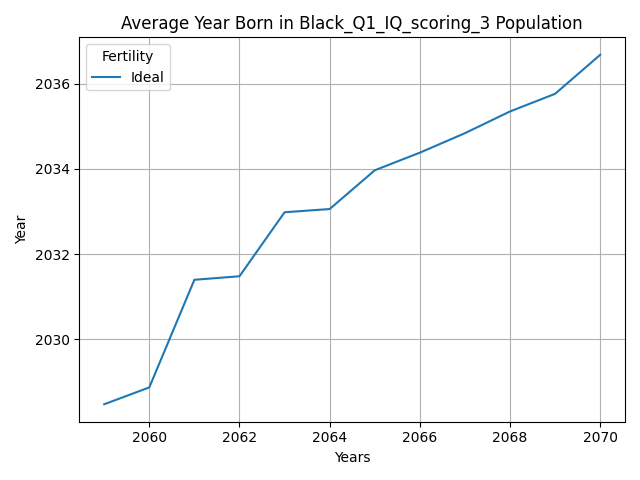 Average Year Born in Black_Q1_IQ_scoring_3 Population
Fertility
Ideal
2036
2034
2032
2030
Year
2060 2062 2064 2066 2068 2070
Years